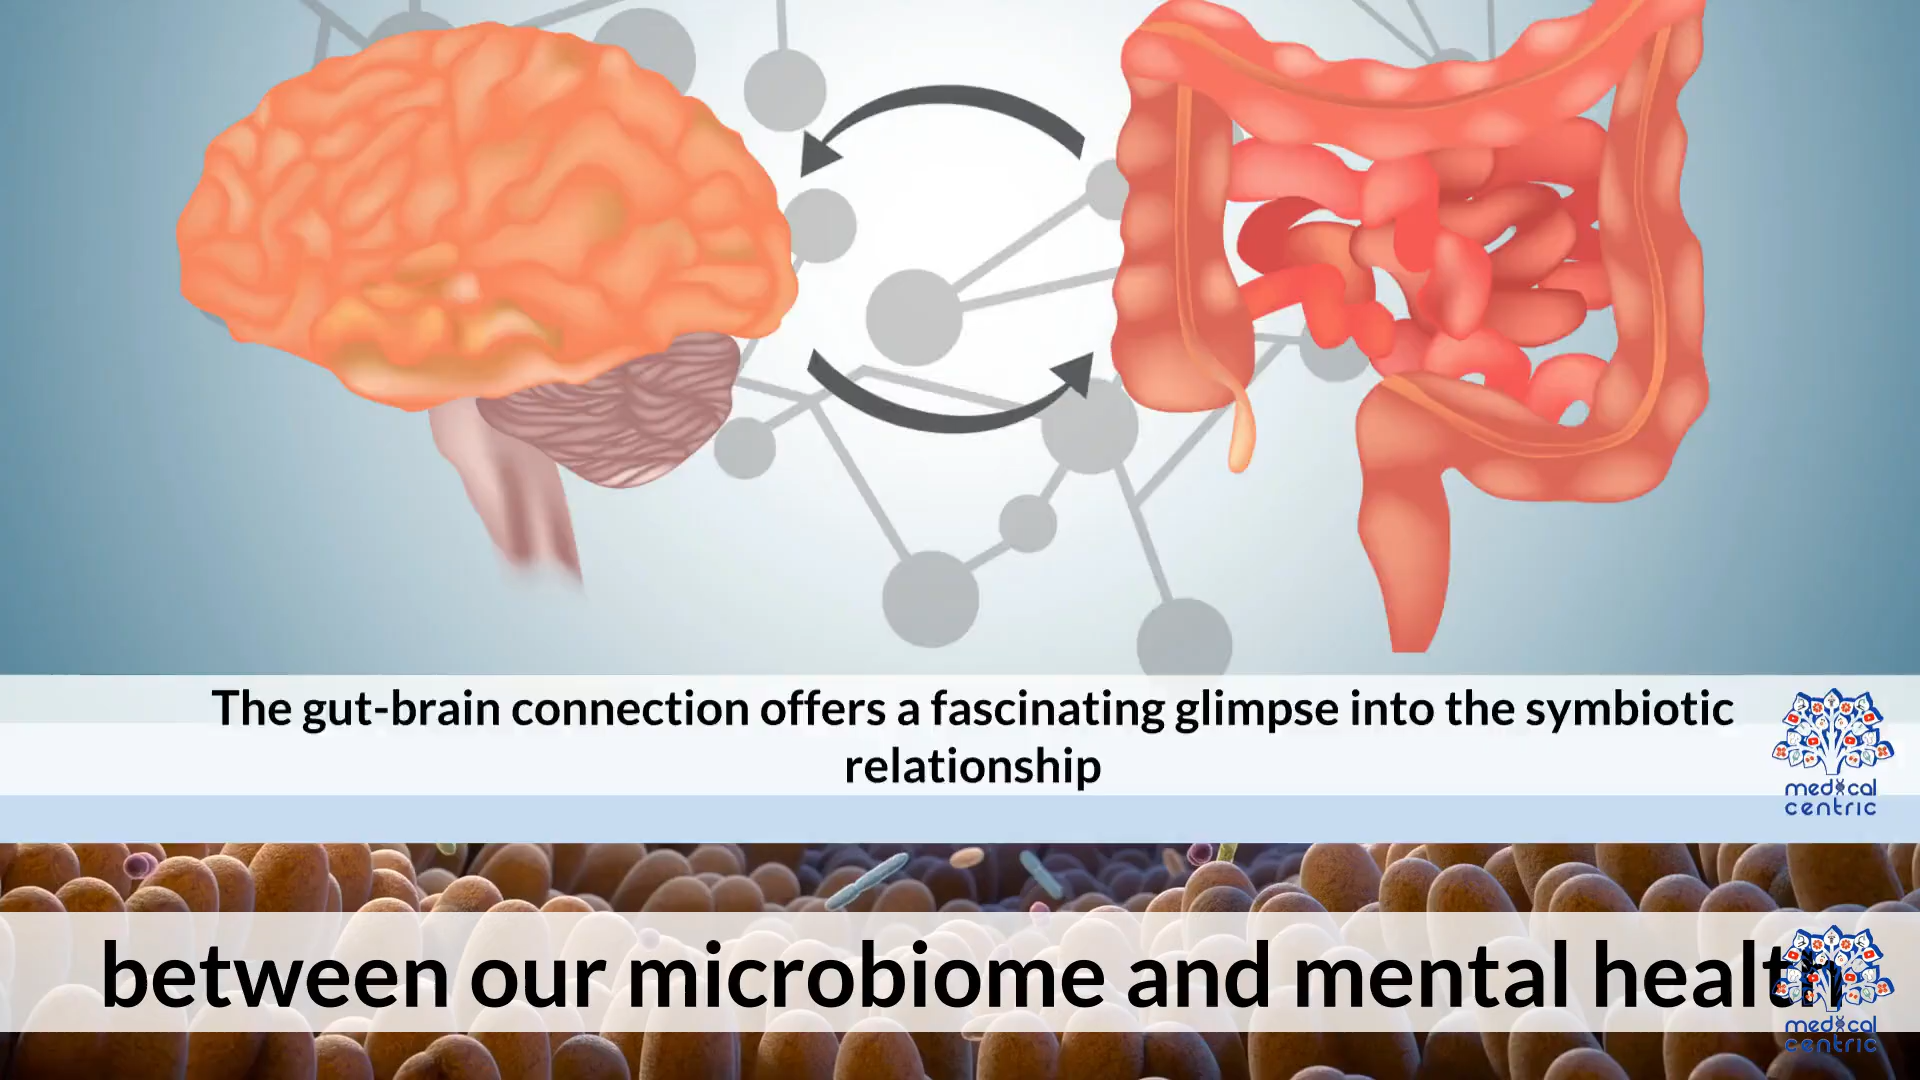 The gut-brain connection offers a fascinating glimpse into the symbiotic
relationship
medical
centric
between our microbiome and mental health
medical
centric